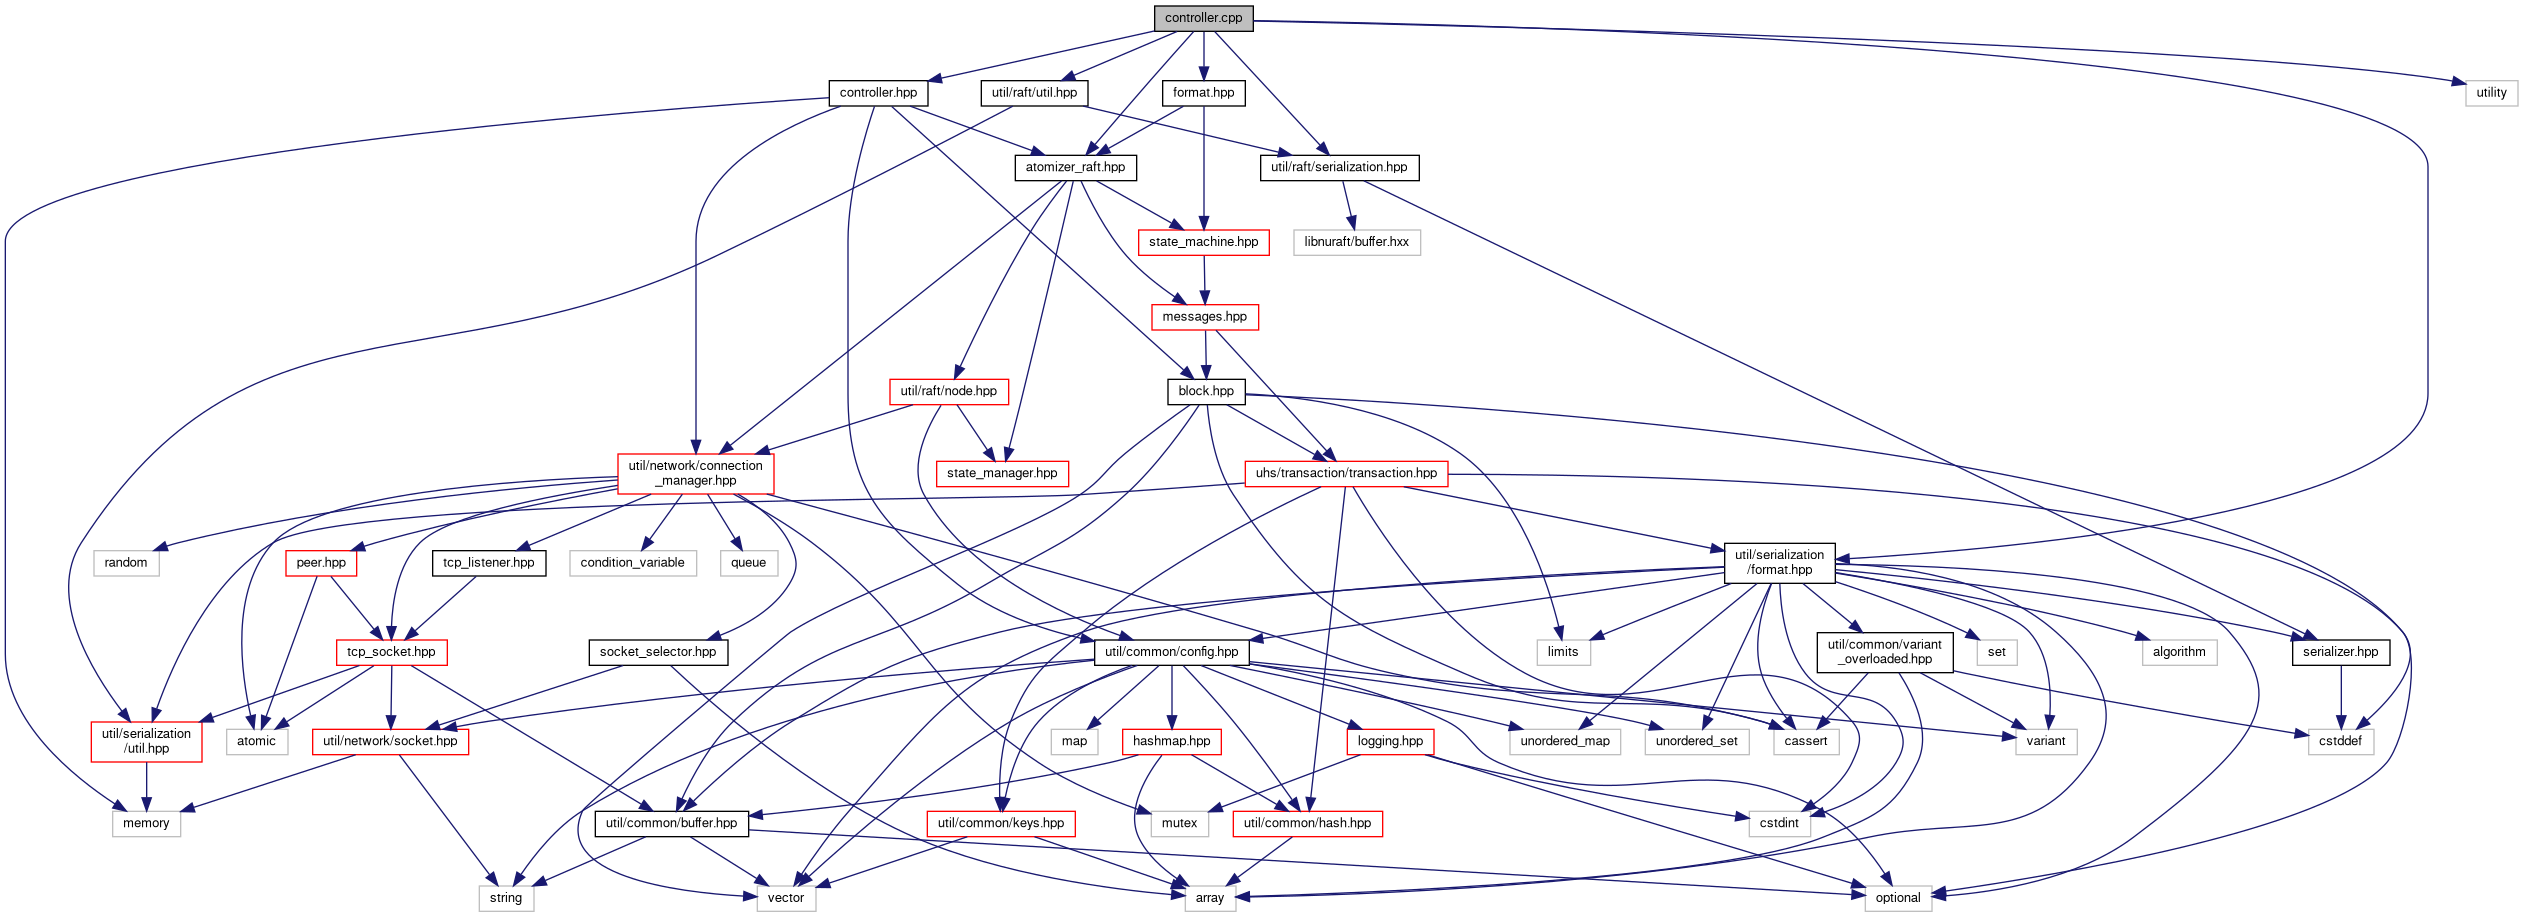 controller.cpp
controller.hpp
util/raft/util.hpp
format.hpp
utility
atomizer_raft.hpp
util/raft/serialization.hpp
state_machine.hpp
libnuraft/buffer.hxx
messages.hpp
util/raft/node.hpp
block.hpp
util/network/connection
_manager.hpp
state_manager.hpp
uhs/transaction/transaction.hpp
random
peer.hpp
tcp_listener.hpp
condition_variable
queue
util/serialization
/format.hpp
tcp_socket.hpp
socket_selector.hpp
util/common/config.hpp
limits
util/common/variant
_overloaded.hpp
set
algorithm
serializer.hpp
util/serialization
/util.hpp
atomic
util/network/socket.hpp
map
hashmap.hpp
logging.hpp
unordered_map
unordered_set
cassert
variant
cstddef
memory
util/common/buffer.hpp
util/common/keys.hpp
mutex
util/common/hash.hpp
cstdint
string
vector
array
optional